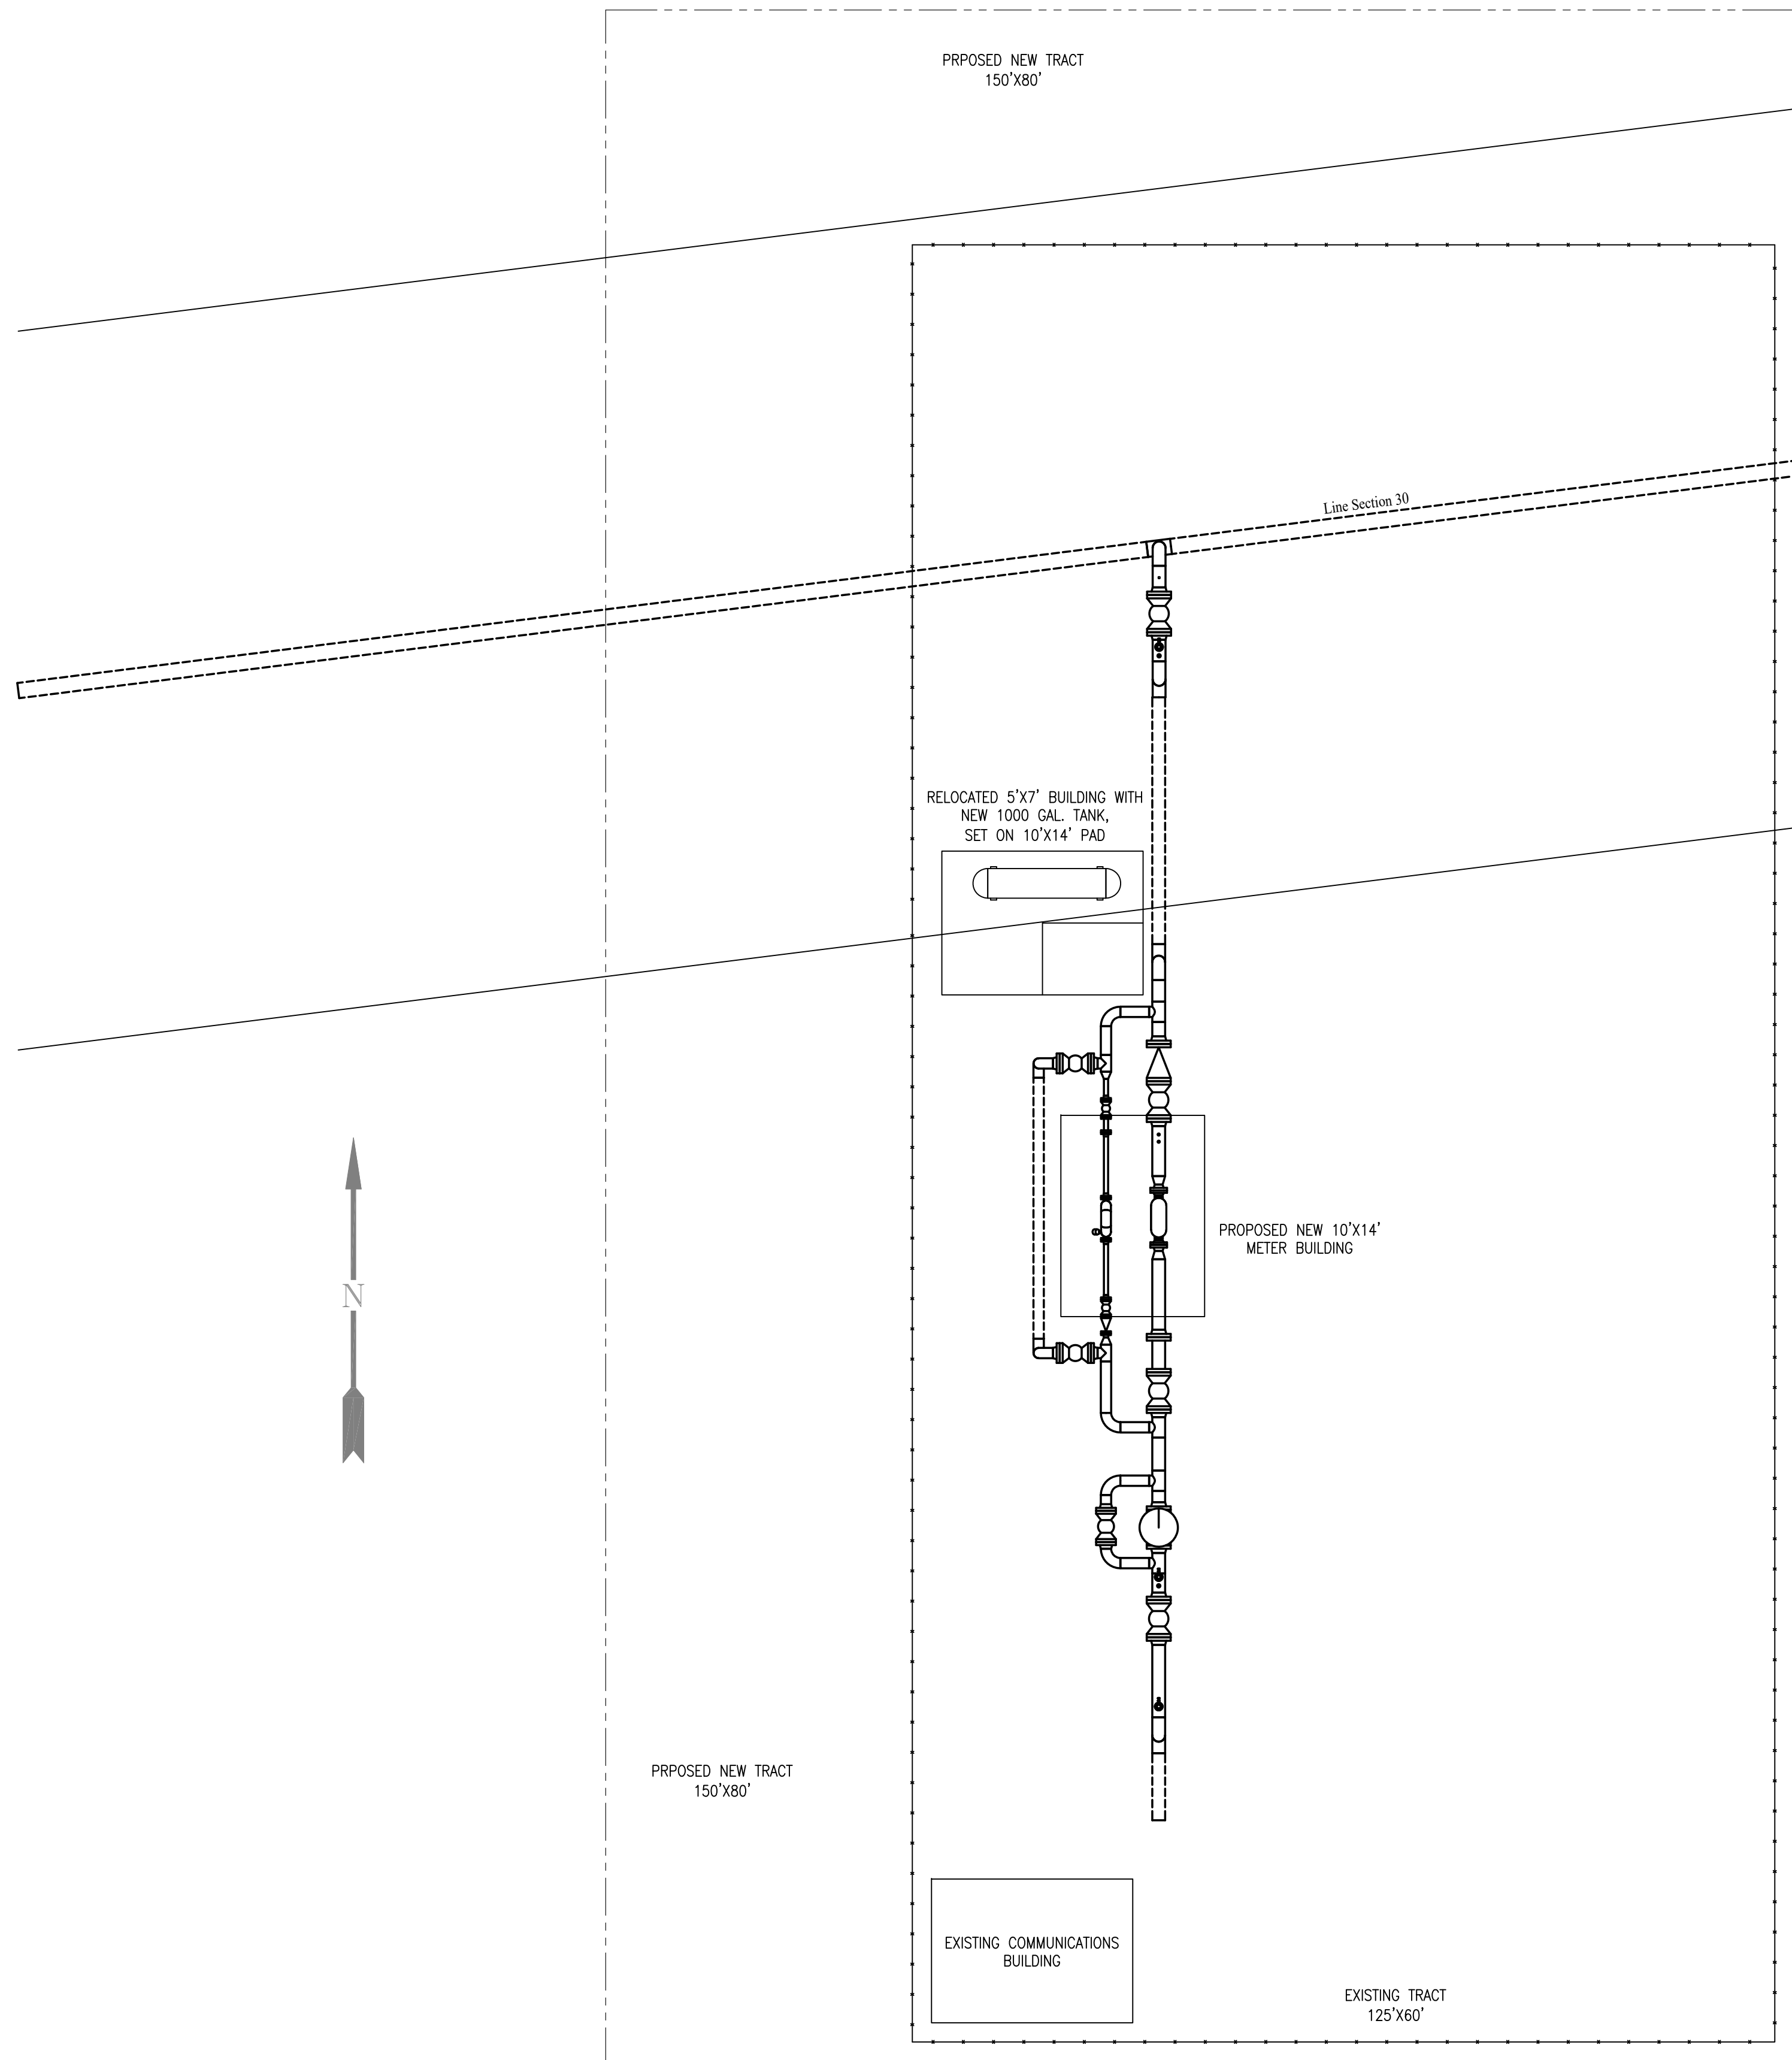 PRPOSED NEW TRACT
150'X80'
Line Section 30
RELOCATED 5'X7' BUILDING WITH
NEW 1000 GAL. TANK,
SET ON 10'X14' PAD
PROPOSED NEW 10'X14'
METER BUILDING
N
PRPOSED NEW TRACT
150'X80'
EXISTING COMMUNICATIONS
BUILDING
EXISTING TRACT
125'X60'